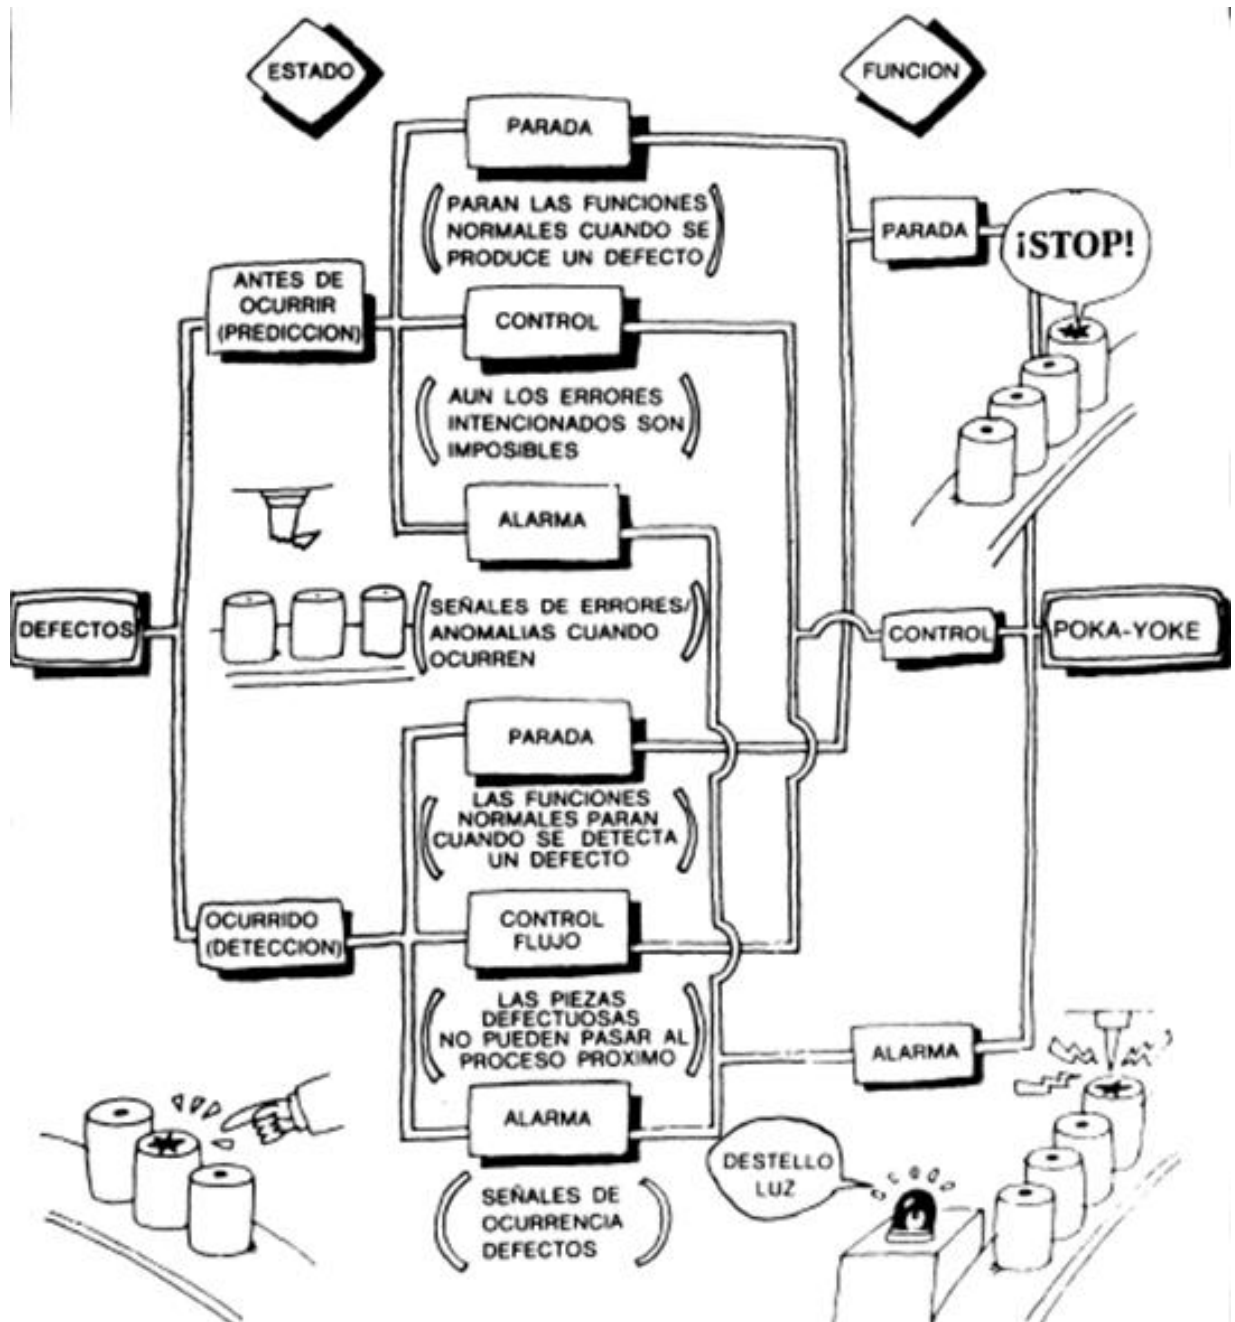 ESTADO
FUNCION
PARADA
(PARAN LAS FUNCIONES
NORMALES CUANDO SE
PRODUCE UN DEFECTO)
PARADA
¡STOP!
ANTES DE
OCURRIR
(PREDICCION)
CONTROL
(AUN LOS ERRORES
INTENCIONADOS SON
IMPOSIBLES)
ALARMA
(SEÑALES DE ERRORES/
ANOMALIAS CUANDO
OCURREN)
DEFECTOS
CONTROL
POKA-YOKE
PARADA
(LAS FUNCIONES
NORMALES PARAN
CUANDO SE DETECTA
UN DEFECTO)
OCURRIDO
(DETECCION)
CONTROL
FLUJO
(LAS PIEZAS
DEFECTUOSAS
NO PUEDEN PASAR AL
PROCESO PROXIMO)
ALARMA
ALARMA
(SEÑALES DE
OCURRENCIA
DEFECTOS)
DESTELLO
LUZ